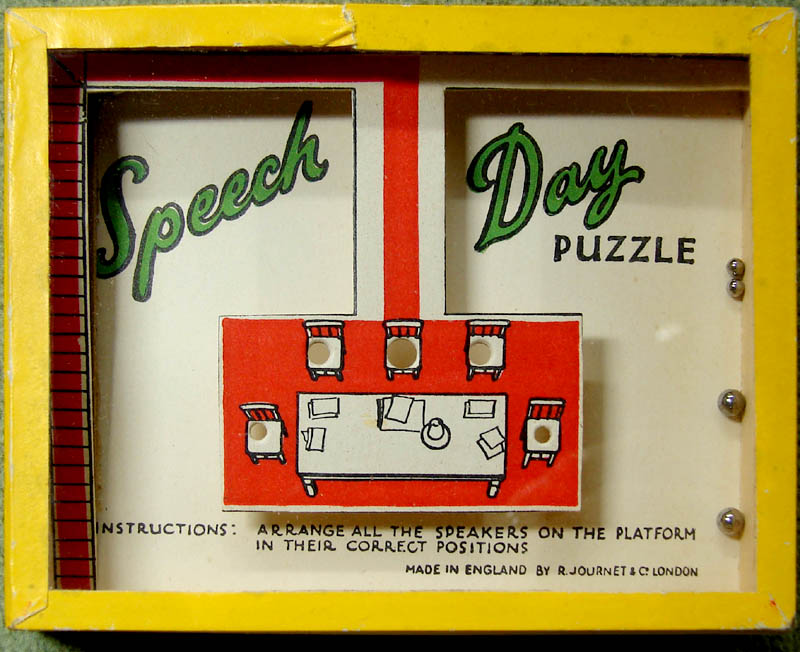 Speech Day
PUZZLE
INSTRUCTIONS: ARRANGE ALL THE SPEAKERS ON THE PLATFORM
IN THEIR CORRECT POSITIONS
MADE IN ENGLAND BY R. JOURNET & Co. LONDON